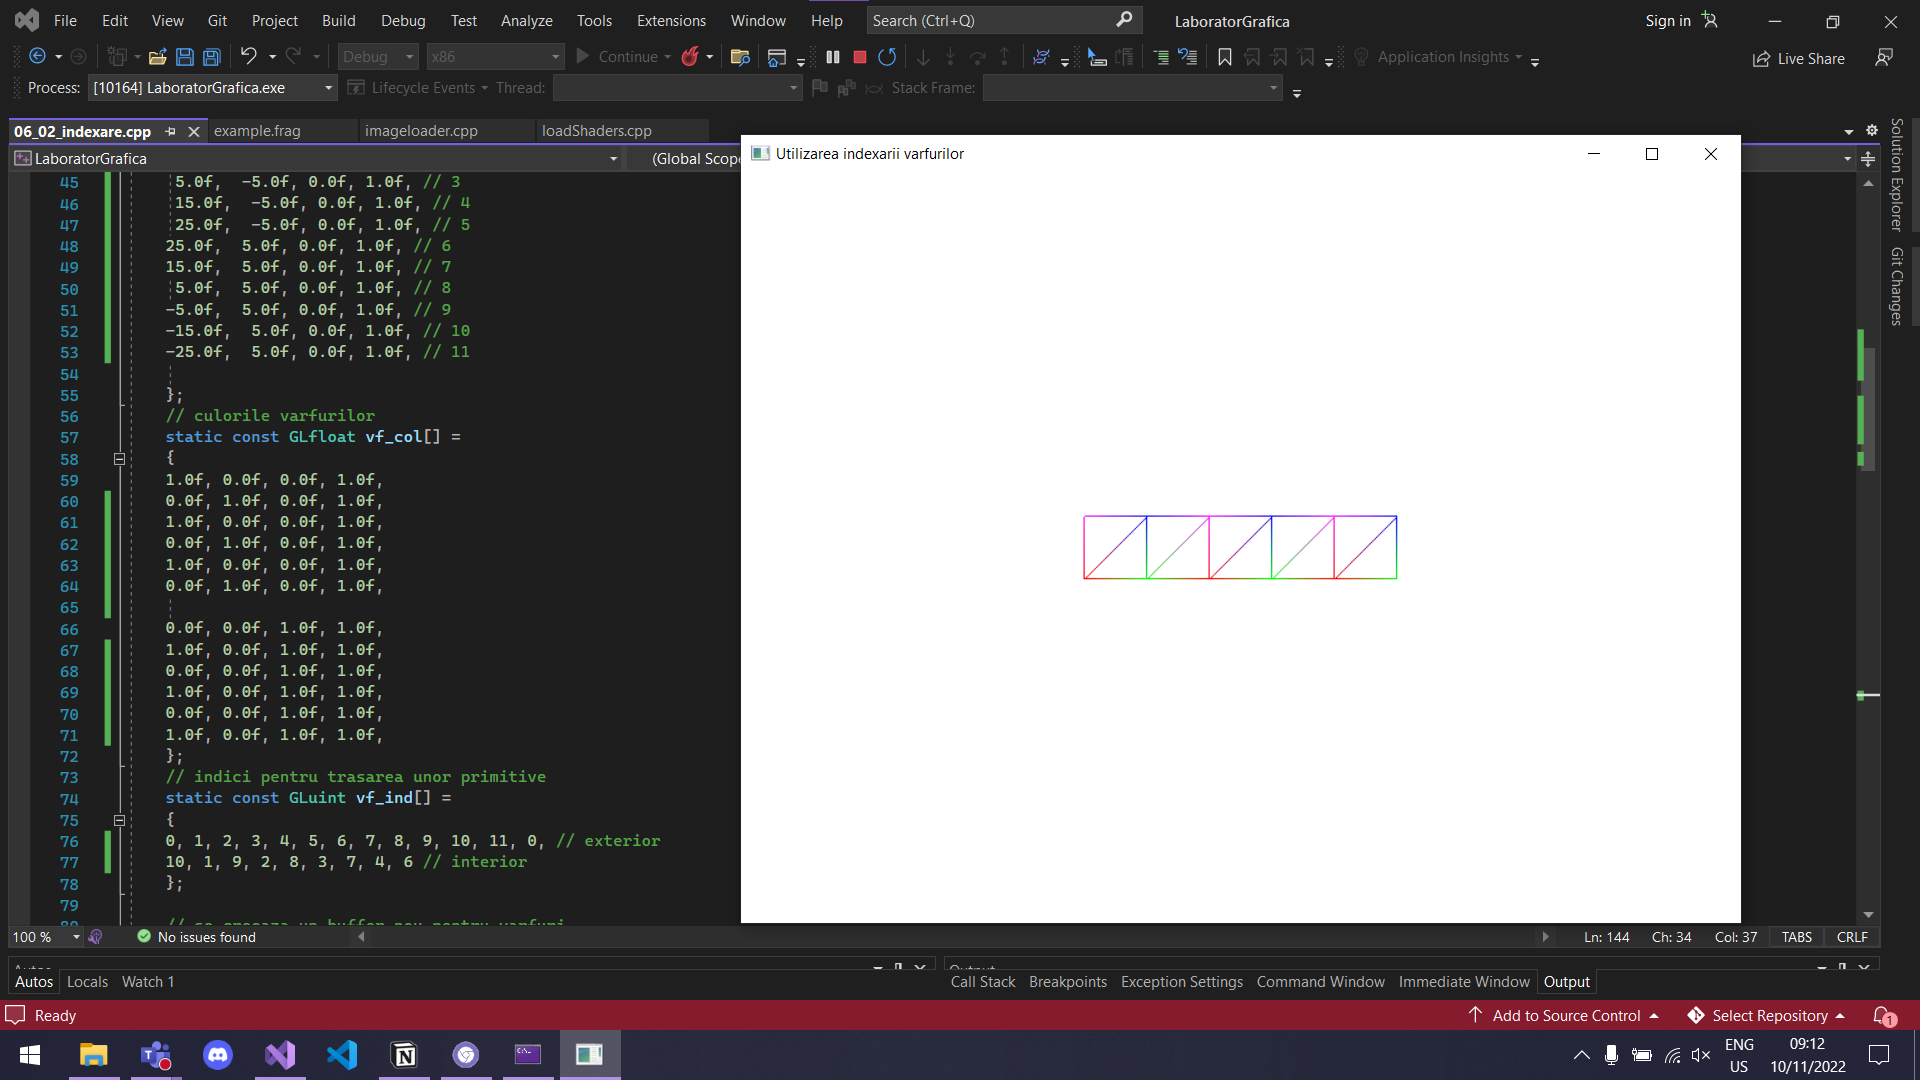 File Edit View Git Project Build Debug Test Analyze Tools Extensions Window Help Search (Ctrl+Q) LaboratorGrafica Sign in
Debug x86 Continue Application Insights Live Share
Process: [10164] LaboratorGrafica.exe Lifecycle Events Thread: Stack Frame:
06_02_indexare.cpp example.frag imageloader.cpp loadShaders.cpp
LaboratorGrafica (Global Scope
Utilizarea indexarii varfurilor
Solution Explorer
Git Changes
45 5.0f, -5.0f, 0.0f, 1.0f, // 3
46 15.0f, -5.0f, 0.0f, 1.0f, // 4
47 25.0f, -5.0f, 0.0f, 1.0f, // 5
48 25.0f, 5.0f, 0.0f, 1.0f, // 6
49 15.0f, 5.0f, 0.0f, 1.0f, // 7
50 5.0f, 5.0f, 0.0f, 1.0f, // 8
51 -5.0f, 5.0f, 0.0f, 1.0f, // 9
52 -15.0f, 5.0f, 0.0f, 1.0f, // 10
53 -25.0f, 5.0f, 0.0f, 1.0f, // 11
54
55 };
56 // culorile varfurilor
57 static const GLfloat vf_col[] =
58 {
59 1.0f, 0.0f, 0.0f, 1.0f,
60 0.0f, 1.0f, 0.0f, 1.0f,
61 1.0f, 0.0f, 0.0f, 1.0f,
62 0.0f, 1.0f, 0.0f, 1.0f,
63 1.0f, 0.0f, 0.0f, 1.0f,
64 0.0f, 1.0f, 0.0f, 1.0f,
65
66 0.0f, 0.0f, 1.0f, 1.0f,
67 1.0f, 0.0f, 1.0f, 1.0f,
68 0.0f, 0.0f, 1.0f, 1.0f,
69 1.0f, 0.0f, 1.0f, 1.0f,
70 0.0f, 0.0f, 1.0f, 1.0f,
71 1.0f, 0.0f, 1.0f, 1.0f,
72 };
73 // indici pentru trasarea unor primitive
74 static const GLuint vf_ind[] =
75 {
76 0, 1, 2, 3, 4, 5, 6, 7, 8, 9, 10, 11, 0, // exterior
77 10, 1, 9, 2, 8, 3, 7, 4, 6 // interior
78 };
79
100 % No issues found Ln: 144 Ch: 34 Col: 37 TABS CRLF
Autos Locals Watch 1 Call Stack Breakpoints Exception Settings Command Window Immediate Window Output
Ready Add to Source Control Select Repository 1
09:12
ENG
US 10/11/2022